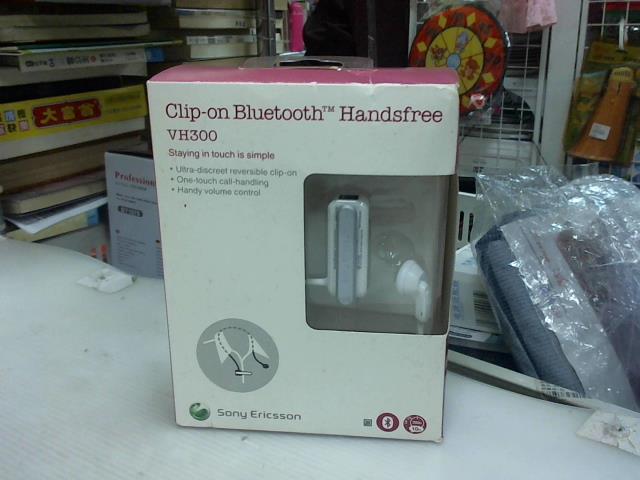 Clip-on Bluetooth™ Handsfree
VH300
Staying in touch is simple
• Ultra-discreet reversible clip-on
• One-touch call-handling
• Handy volume control
Sony Ericsson
Profession
大富翁